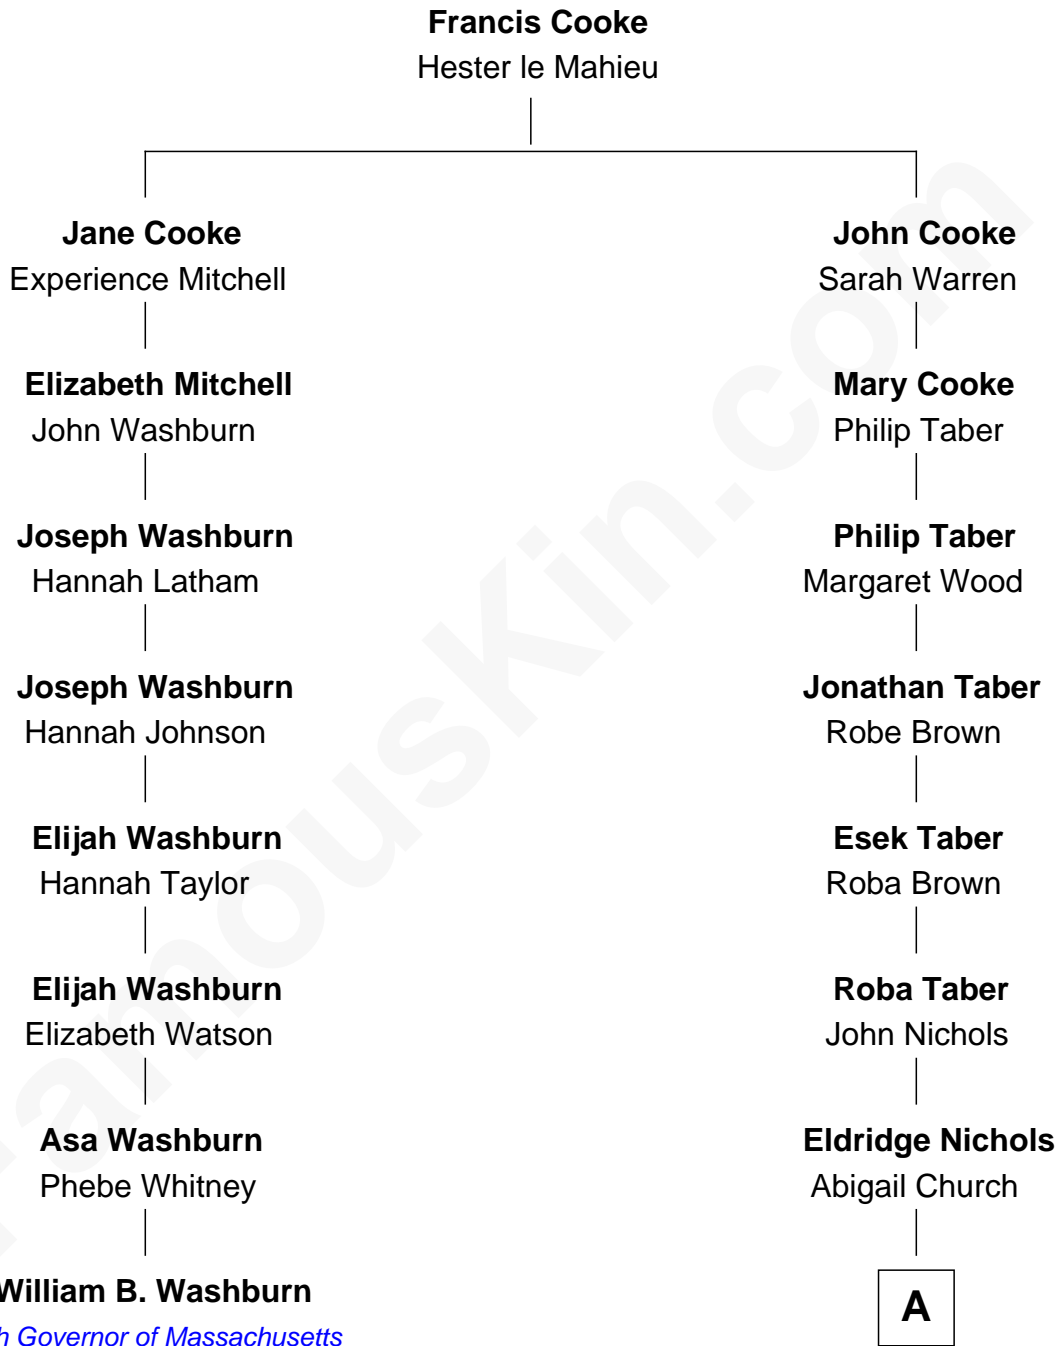 Francis Cooke
Hester le Mahieu
Jane Cooke
Experience Mitchell
John Cooke
Sarah Warren
Elizabeth Mitchell
John Washburn
Mary Cooke
Philip Taber
Joseph Washburn
Hannah Latham
Philip Taber
Margaret Wood
Joseph Washburn
Hannah Johnson
Jonathan Taber
Robe Brown
Elijah Washburn
Hannah Taylor
Esek Taber
Roba Brown
Elijah Washburn
Elizabeth Watson
Roba Taber
John Nichols
Asa Washburn
Phebe Whitney
Eldridge Nichols
Abigail Church
William B. Washburn
h Governor of Massachusetts
A
FamousKin.com